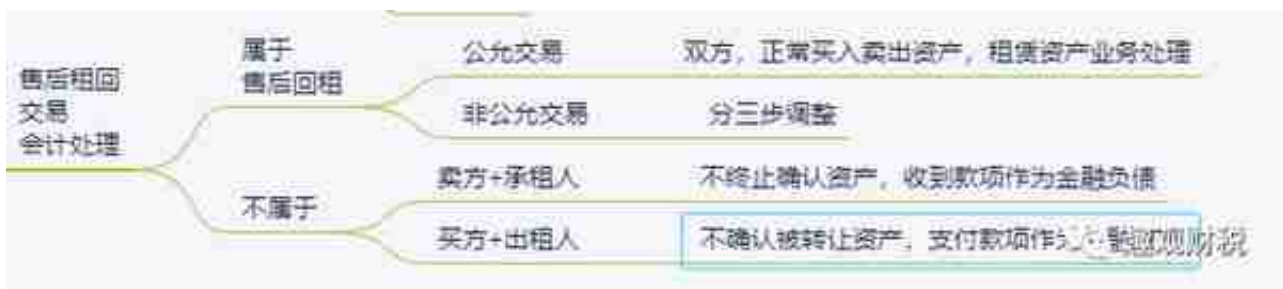 售后租回
交易
会计处理
属于
售后回租
公允交易
双方，正常买入卖出资产，租赁资产业务处理
非公允交易
分三步调整
不属于
卖方+承租人
不终止确认资产，收到款项作为金融负债
买方+出租人
不确认被转让资产，支付款项作为
观财税